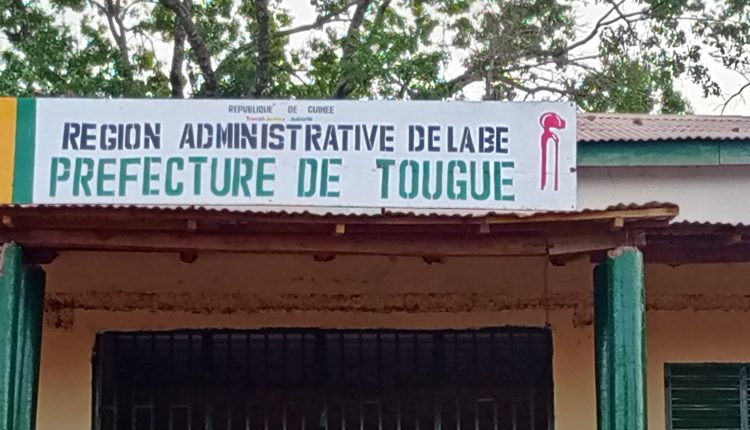 REPUBLIQUE DE GUINEE
Travail-Justice-Solidarité
REGION ADMINISTRATIVE DE LABE
PREFECTURE DE TOUGUE